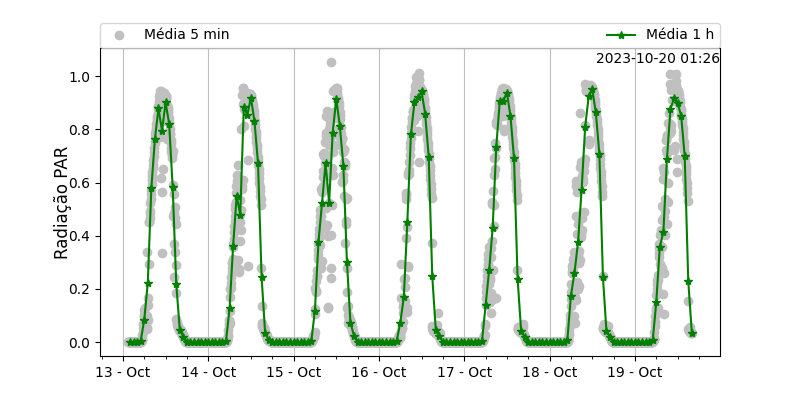 Média 5 min
Média 1 h
2023-10-20 01:26
Radiação PAR
1.0
0.8
0.6
0.4
0.2
0.0
13 - Oct
14 - Oct
15 - Oct
16 - Oct
17 - Oct
18 - Oct
19 - Oct